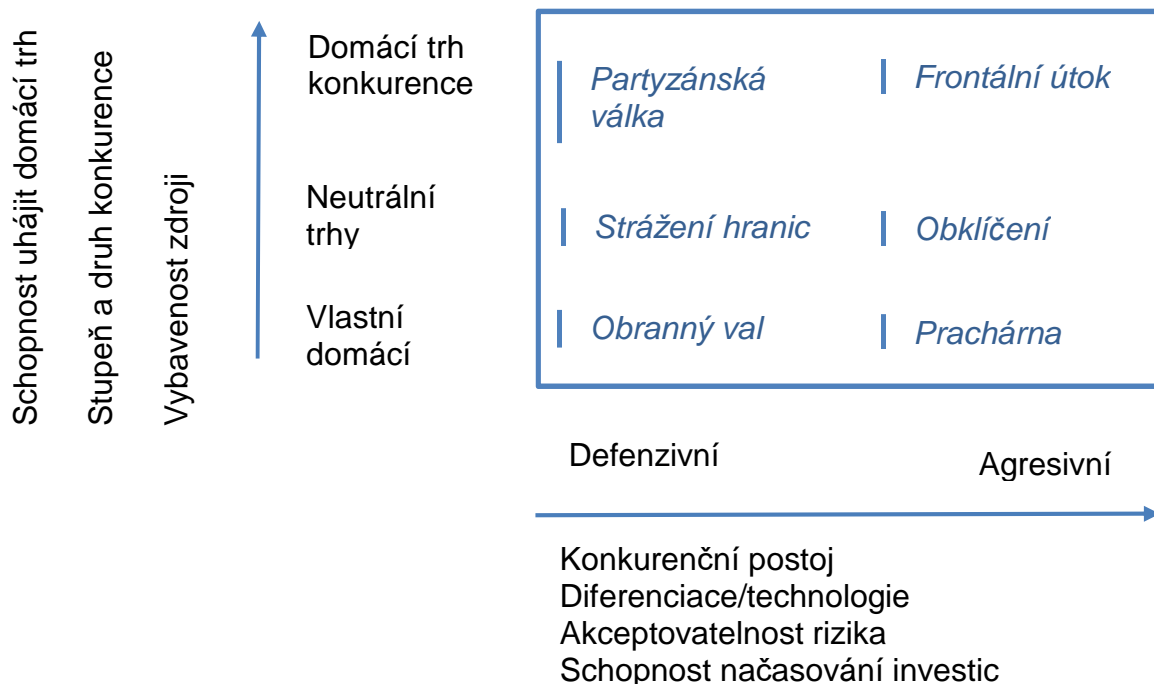 Schopnost uhájit domácí trh
Stupeň a druh konkurence
Vybavenost zdroji
Domácí trh
konkurence
Partyzánská
válka
Frontální útok
Neutrální
trhy
Strážení hranic
Obklíčení
Vlastní
domácí
Obranný val
Prachárna
Defenzivní
Agresivní
Konkurenční postoj
Diferenciace/technologie
Akceptovatelnost rizika
Schopnost načasování investic